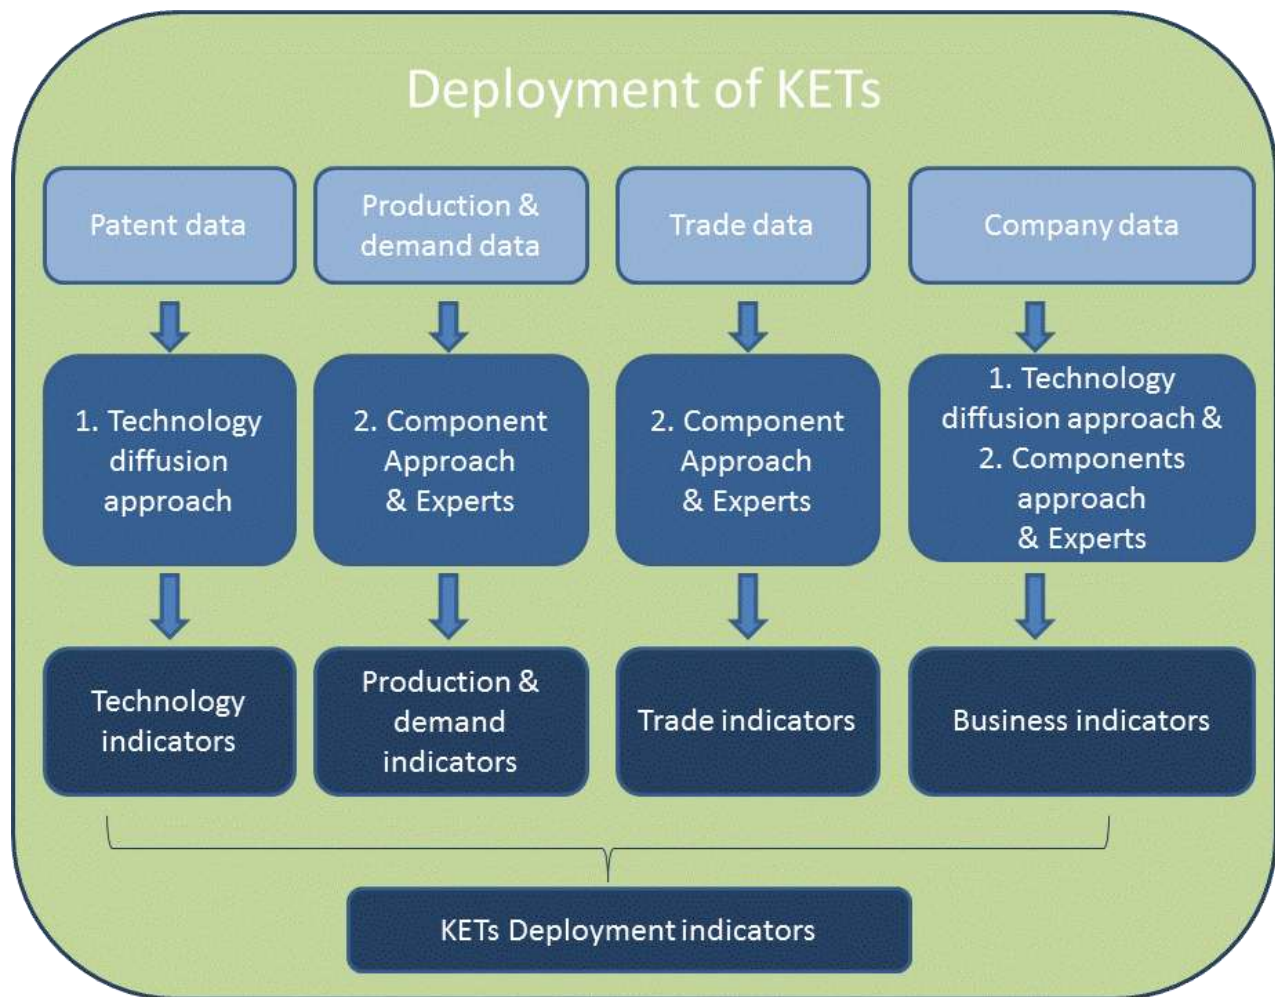 Deployment of KETs
Patent data
Production &
demand data
Trade data
Company data
1. Technology
diffusion
approach
2. Component
Approach
& Experts
2. Component
Approach
& Experts
1. Technology
diffusion approach &
2. Components
approach
& Experts
Technology
indicators
Production &
demand
indicators
Trade indicators
Business indicators
KETs Deployment indicators